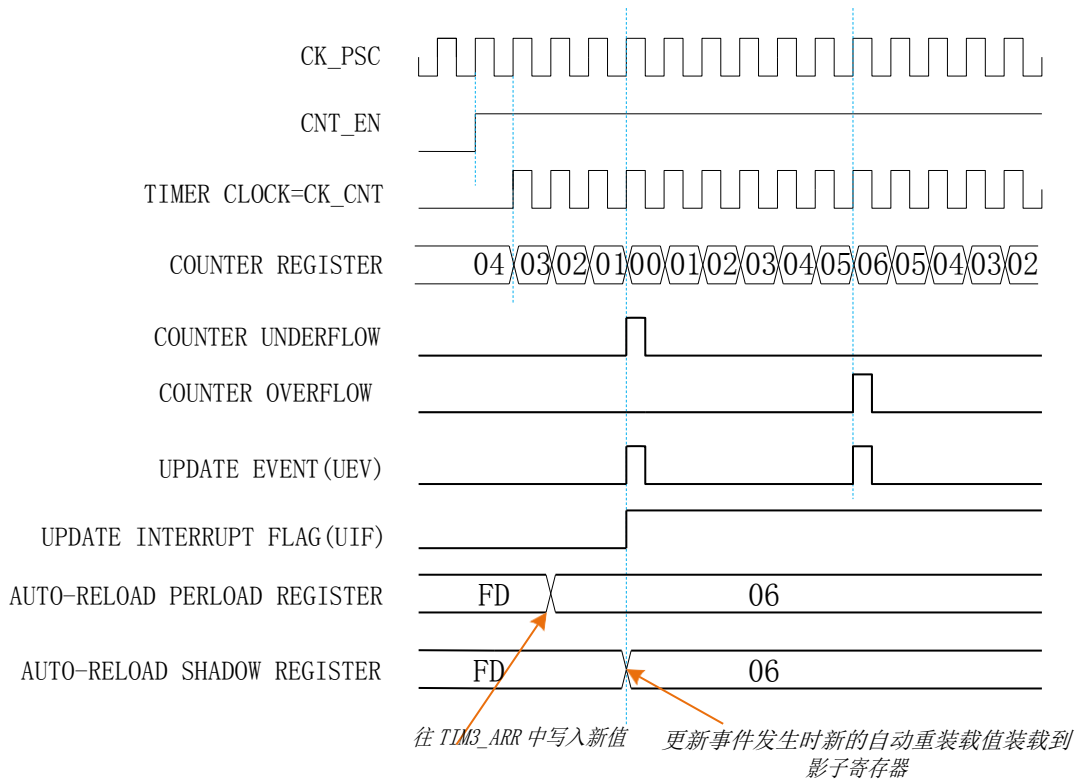 CK_PSC
CNT_EN
TIMER CLOCK=CK_CNT
COUNTER REGISTER
04 03 02 01 00 01 02 03 04 05 06 05 04 03 02
COUNTER UNDERFLOW
COUNTER OVERFLOW
UPDATE EVENT(UEV)
UPDATE INTERRUPT FLAG(UIF)
AUTO-RELOAD PERLOAD REGISTER
FD 06
AUTO-RELOAD SHADOW REGISTER
FD 06
往 TIM3_ARR 中写入新值
更新事件发生时新的自动重装载值装载到
影子寄存器